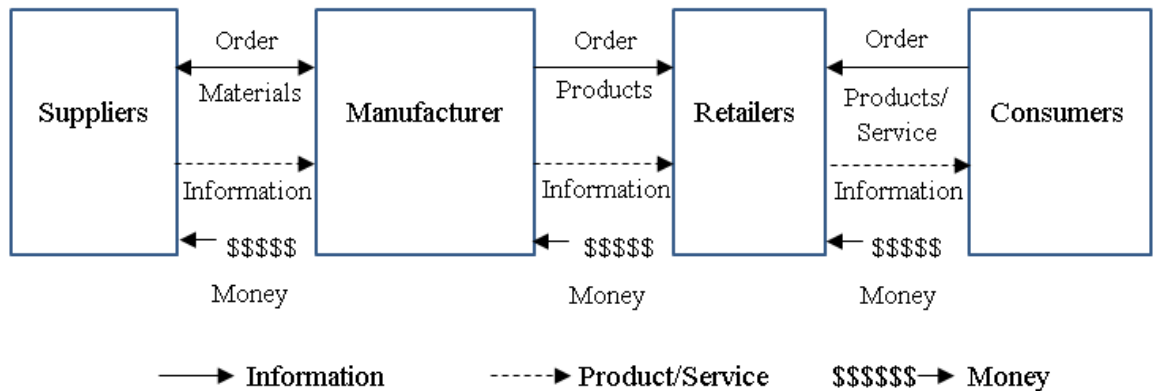 Order
Order
Order
Materials
Products
Products/
Service
Suppliers
Manufacturer
Retailers
Consumers
Information
Information
Information
$$$$$
$$$$$
$$$$$
Money
Money
Money
Information
Product/Service
$$$$$$
Money